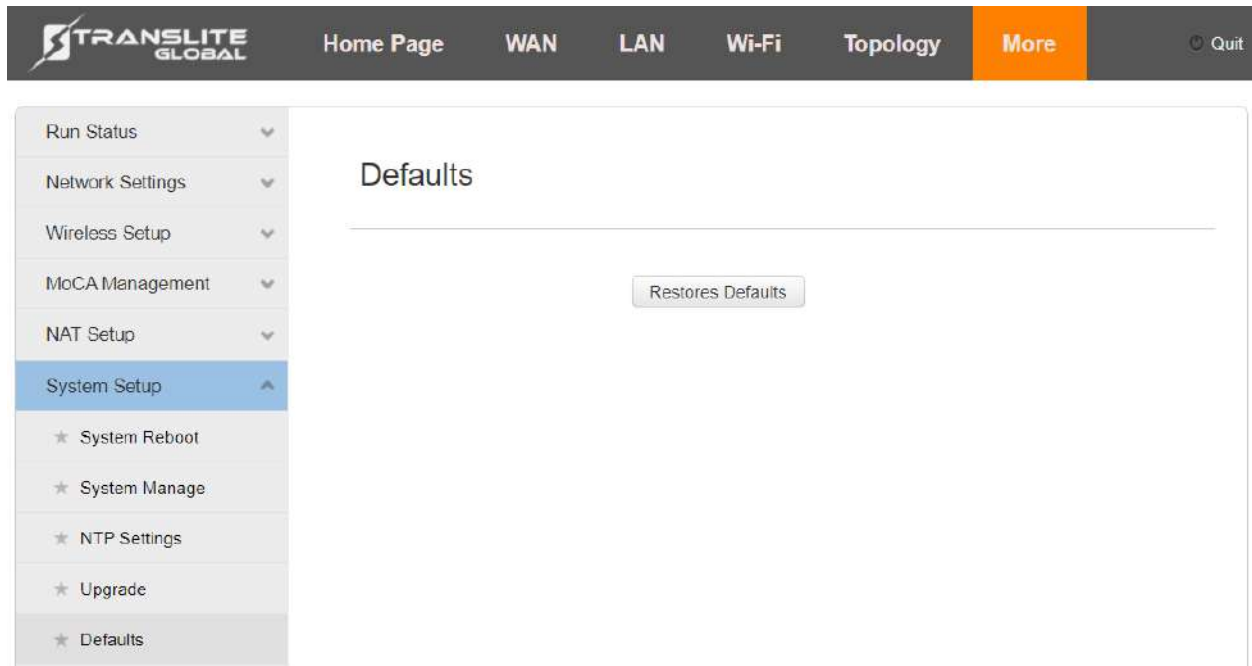 TRANSLITE
GLOBAL
Home Page WAN LAN Wi-Fi Topology More Quit
Run Status
Network Settings
Wireless Setup
MoCA Management
NAT Setup
System Setup
System Reboot
System Manage
NTP Settings
Upgrade
Defaults
Defaults
Restores Defaults